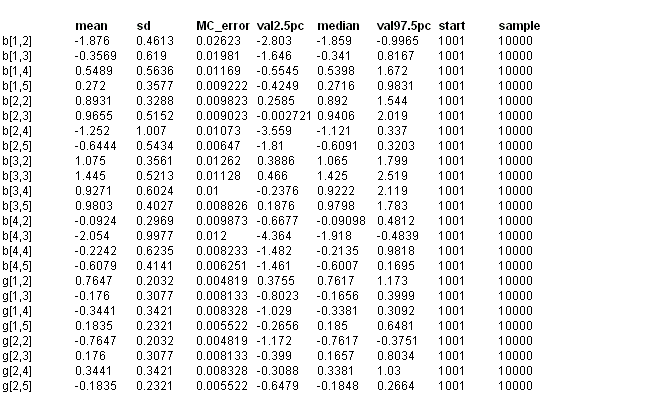 mean sd MC_error val2.5pc median val97.5pc start sample
b[1,2] -1.876 0.4613 0.02623 -2.803 -1.859 -0.9965 1001 10000
b[1,3] -0.3569 0.619 0.01981 -1.646 -0.341 0.8167 1001 10000
b[1,4] 0.5489 0.5636 0.01169 -0.5545 0.5398 1.672 1001 10000
b[1,5] 0.272 0.3577 0.009222 -0.4249 0.2716 0.9831 1001 10000
b[2,2] 0.8931 0.3288 0.009823 0.2585 0.892 1.544 1001 10000
b[2,3] 0.9655 0.5152 0.009023 -0.002721 0.9406 2.019 1001 10000
b[2,4] -1.252 1.007 0.01073 -3.559 -1.121 0.337 1001 10000
b[2,5] -0.6444 0.5434 0.00647 -1.81 -0.6091 0.3203 1001 10000
b[3,2] 1.075 0.3561 0.01262 0.3886 1.065 1.799 1001 10000
b[3,3] 1.445 0.5213 0.01128 0.466 1.425 2.519 1001 10000
b[3,4] 0.9271 0.6024 0.01 -0.2376 0.9222 2.119 1001 10000
b[3,5] 0.9803 0.4027 0.008826 0.1876 0.9798 1.783 1001 10000
b[4,2] -0.0924 0.2969 0.009873 -0.6677 -0.09098 0.4812 1001 10000
b[4,3] -2.054 0.9977 0.012 -4.364 -1.918 -0.4839 1001 10000
b[4,4] -0.2242 0.6235 0.008233 -1.482 -0.2135 0.9818 1001 10000
b[4,5] -0.6079 0.4141 0.006251 -1.461 -0.6007 0.1695 1001 10000
g[1,2] 0.7647 0.2032 0.004819 0.3755 0.7617 1.173 1001 10000
g[1,3] -0.176 0.3077 0.008133 -0.8023 -0.1656 0.3999 1001 10000
g[1,4] -0.3441 0.3421 0.008328 -1.029 -0.3381 0.3092 1001 10000
g[1,5] 0.1835 0.2321 0.005522 -0.2656 0.185 0.6481 1001 10000
g[2,2] -0.7647 0.2032 0.004819 -1.172 -0.7617 -0.3751 1001 10000
g[2,3] 0.176 0.3077 0.008133 -0.399 0.1657 0.8034 1001 10000
g[2,4] 0.3441 0.3421 0.008328 -0.3088 0.3381 1.03 1001 10000
g[2,5] -0.1835 0.2321 0.005522 -0.6479 -0.1848 0.2664 1001 10000